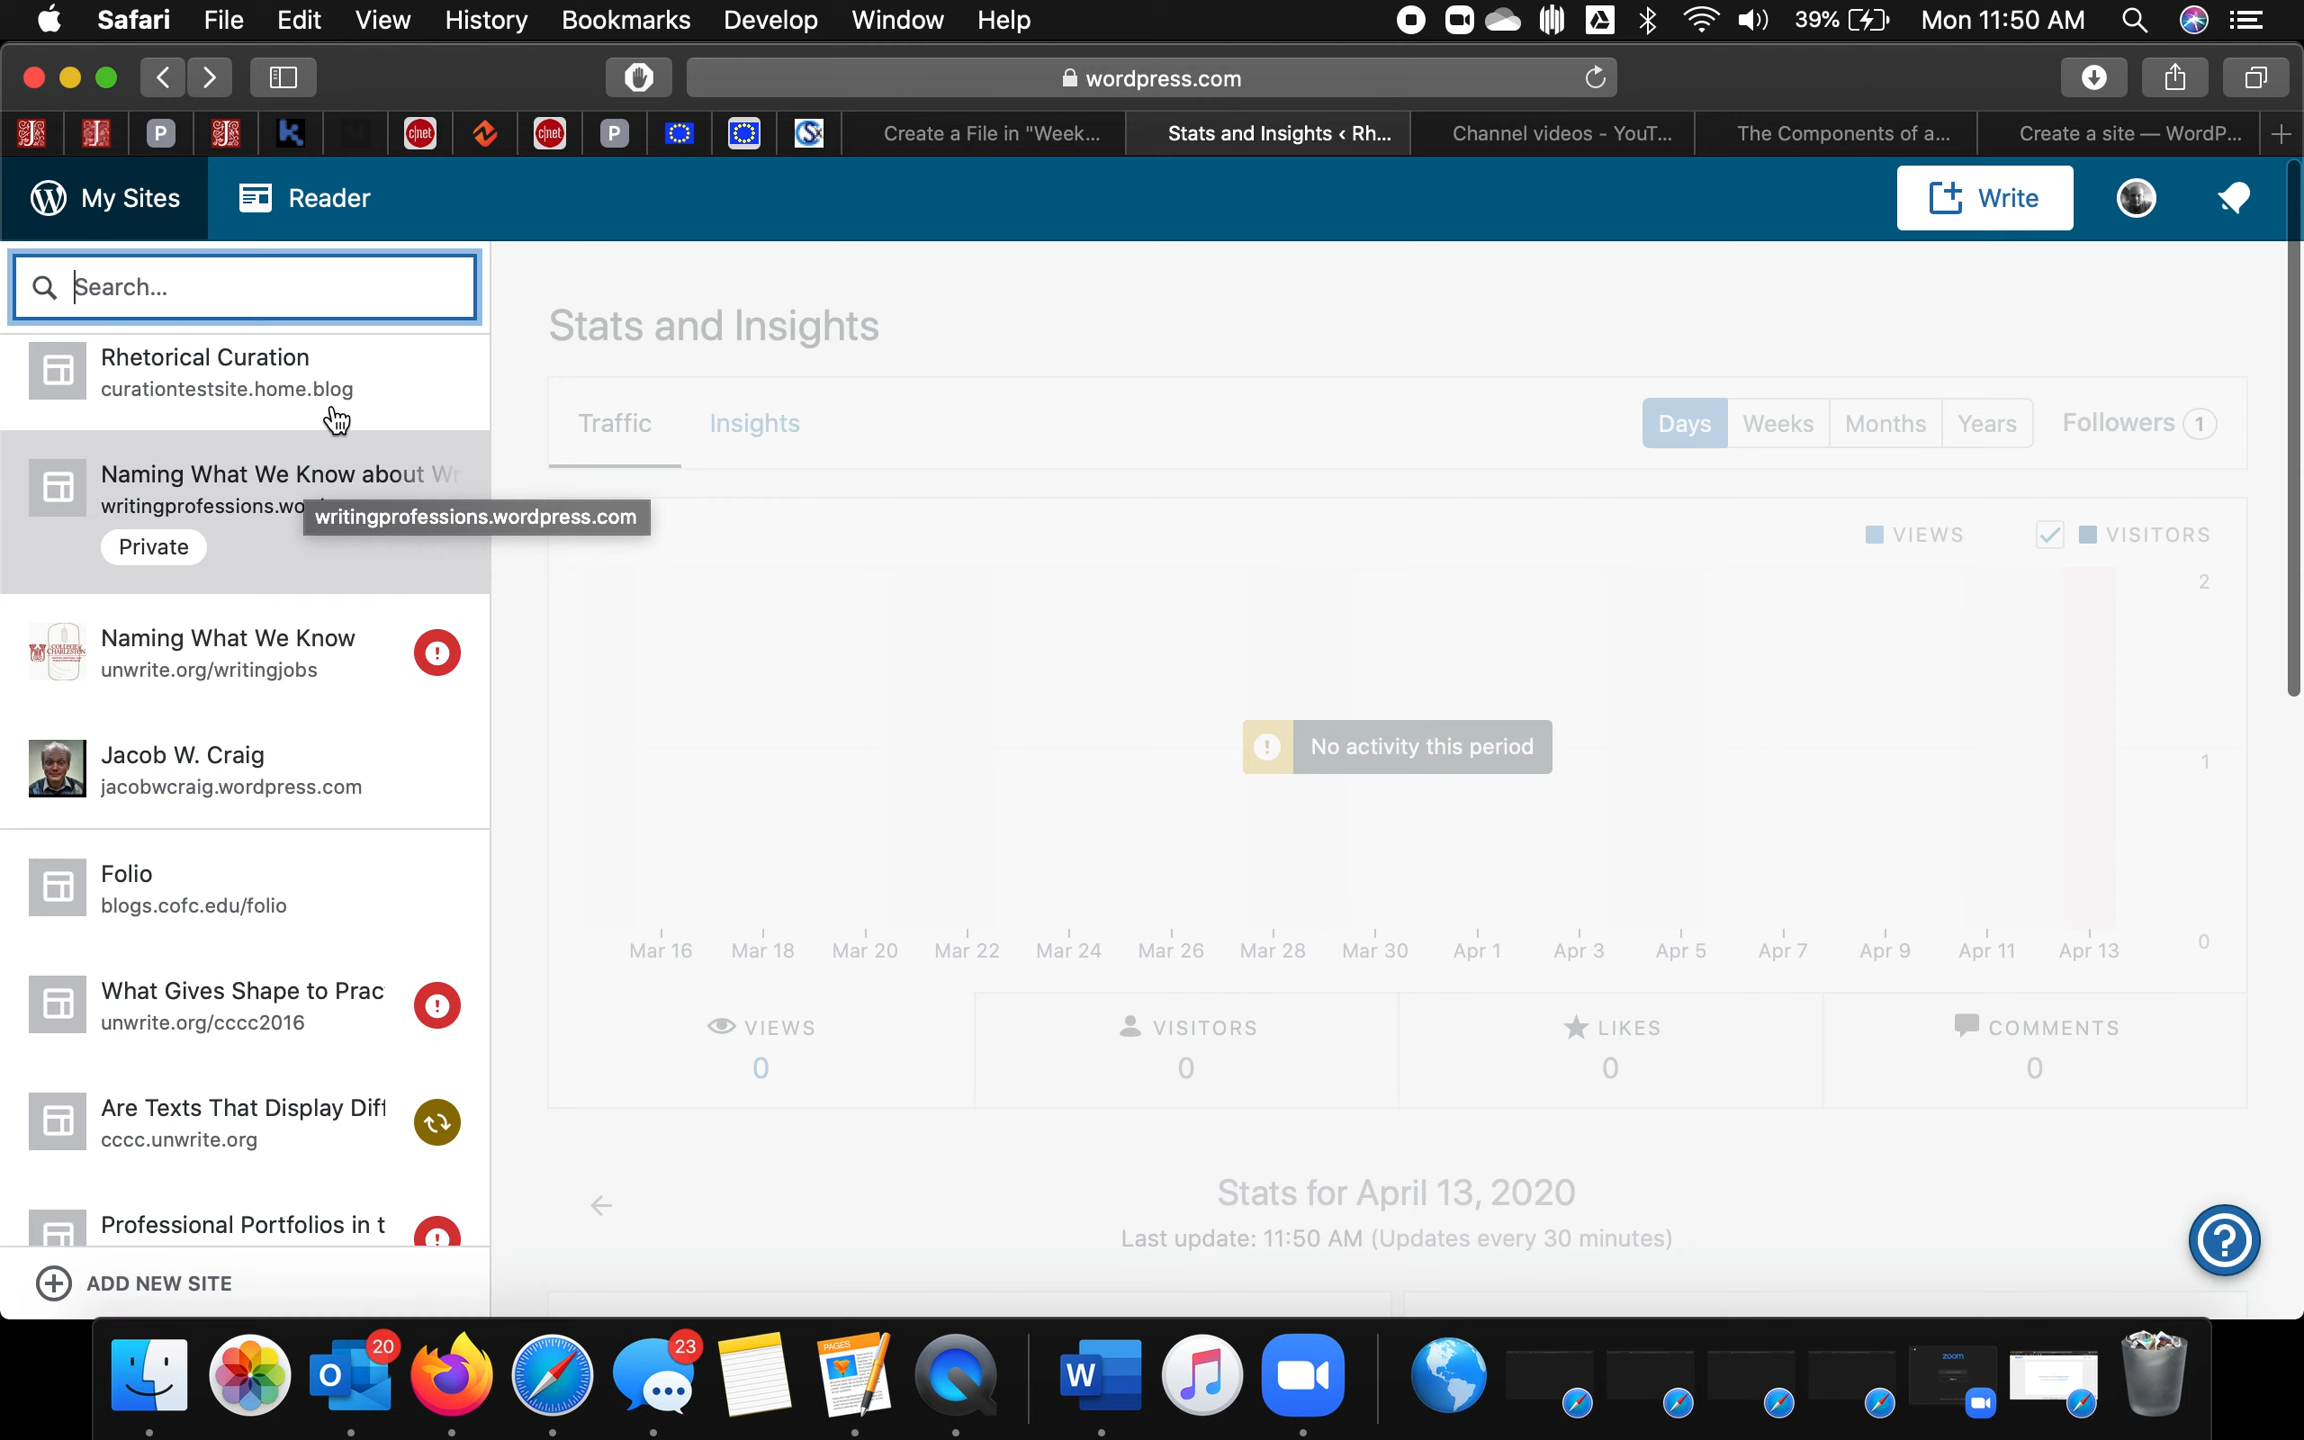 Safari File Edit View History Bookmarks Develop Window Help 39% Mon 11:50 AM
wordpress.com
Create a File in "Week... Stats and Insights ‹ Rh... Channel videos - YouT... The Components of a... Create a site — WordP...
My Sites Reader Write
Search...
Rhetorical Curation
curationtestsite.home.blog
Naming What We Know about Wr
writingprofessions.wo
writingprofessions.wordpress.com
Private
Naming What We Know
unwrite.org/writingjobs
Jacob W. Craig
jacobwcraig.wordpress.com
Folio
blogs.cofc.edu/folio
What Gives Shape to Prac
unwrite.org/cccc2016
Are Texts That Display Diff
cccc.unwrite.org
Professional Portfolios in t
ADD NEW SITE
Stats and Insights
Traffic Insights Days Weeks Months Years Followers 1
VIEWS VISITORS
2
1
0
No activity this period
Mar 16 Mar 18 Mar 20 Mar 22 Mar 24 Mar 26 Mar 28 Mar 30 Apr 1 Apr 3 Apr 5 Apr 7 Apr 9 Apr 11 Apr 13
VIEWS VISITORS LIKES COMMENTS
0 0 0 0
Stats for April 13, 2020
Last update: 11:50 AM (Updates every 30 minutes)
20 23
PAGES
zoom